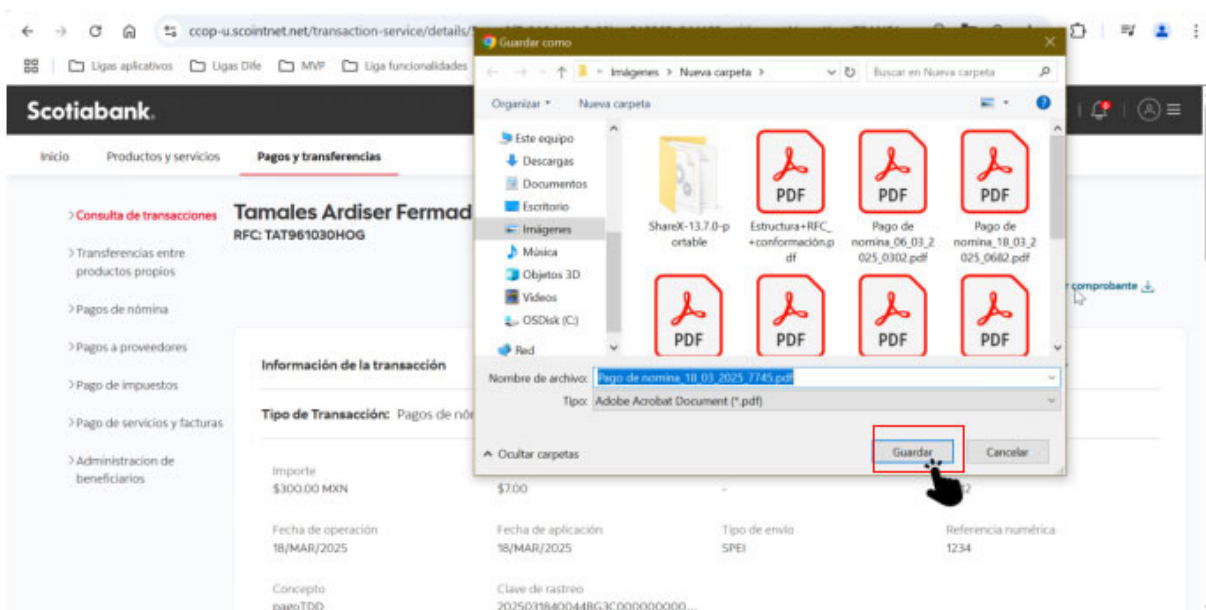 ccop-u.scointnet.net/transaction-service/details/
Ligas aplicativos
Ligas Dife
MVP
Liga funcionalidades
Guardar como
Imágenes > Nueva carpeta >
Buscar en Nueva carpeta
Organizar
Nueva carpeta
Este equipo
Descargas
Documentos
Escritorio
Imágenes
Música
Objetos 3D
Videos
OSDisk (C:)
Red
ShareX-13.7.0-p
ortable
PDF
Estructura+RFC_
+conformación.p
df
PDF
Pago de
nomina_06_03_2
025_0302.pdf
PDF
Pago de
nomina_18_03_2
025_0682.pdf
PDF
PDF
PDF
PDF
Nombre de archivo: Pago de nomina_18_03_2025_7745.pdf
Tipo: Adobe Acrobat Document (*.pdf)
Ocultar carpetas
Guardar
Cancelar
Scotiabank.
Inicio
Productos y servicios
Pagos y transferencias
> Consulta de transacciones
> Transferencias entre
productos propios
> Pagos de nómina
> Pagos a proveedores
> Pago de impuestos
> Pago de servicios y facturas
> Administracion de
beneficiarios
Tamales Ardiser Fermad
RFC: TAT961030HOG
comprobante
Información de la transacción
Tipo de Transacción: Pagos de nó
Importe
$300.00 MXN
$7.00
-
Fecha de operación
18/MAR/2025
Fecha de aplicación
18/MAR/2025
Tipo de envío
SPEI
Referencia numérica
1234
Concepto
pagoTDD
Clave de rastreo